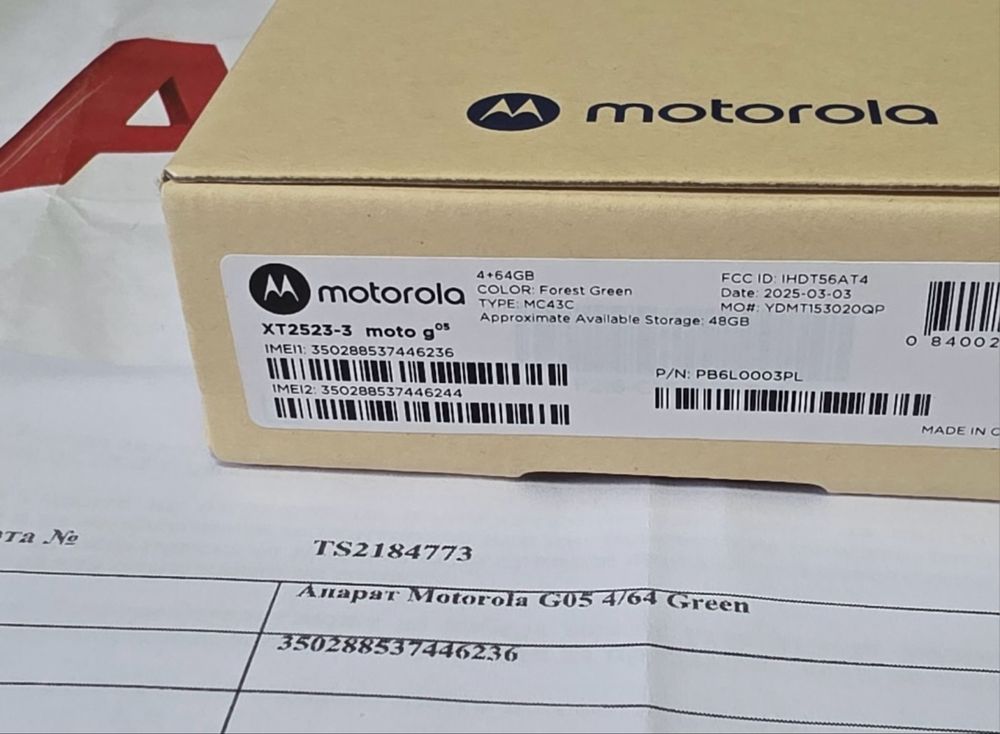 motorola
motorola
XT2523-3 moto g05
IMEI1: 350288537446236
IMEI2: 350288537446244
4+64GB
COLOR: Forest Green
TYPE: MC43C
Approximate Available Storage: 48GB
FCC ID: IHDT56AT4
Date: 2025-03-03
MO#: YDMT153020QP
P/N: PB6L0003PL
0 84002
MADE IN C
та № TS2184773
Апарат Motorola G05 4/64 Green
350288537446236